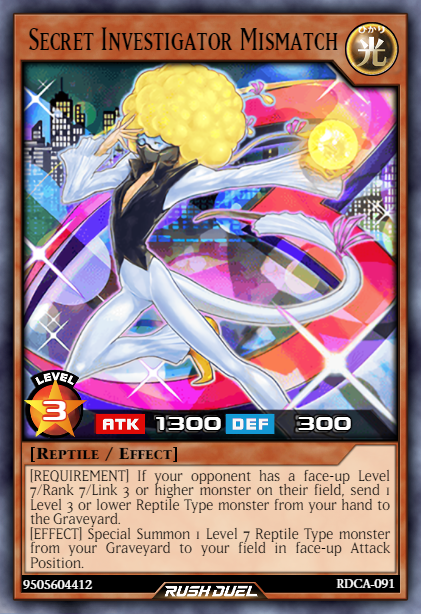 SECRET INVESTIGATOR MISMATCH
ひかり
光
LEVEL
3
ATK 1300 DEF 300
[REPTILE / EFFECT]
[REQUIREMENT] If your opponent has a face-up Level
7/Rank 7/Link 3 or higher monster on their field, send 1
Level 3 or lower Reptile Type monster from your hand to
the Graveyard.
[EFFECT] Special Summon 1 Level 7 Reptile Type monster
from your Graveyard to your field in face-up Attack
Position.
9505604412
RUSH DUEL
RDCA-091